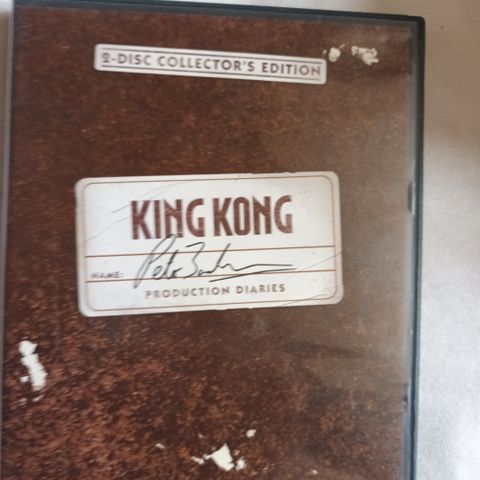 2-DISC COLLECTOR'S EDITION
KING KONG
NAME:
PRODUCTION DIARIES